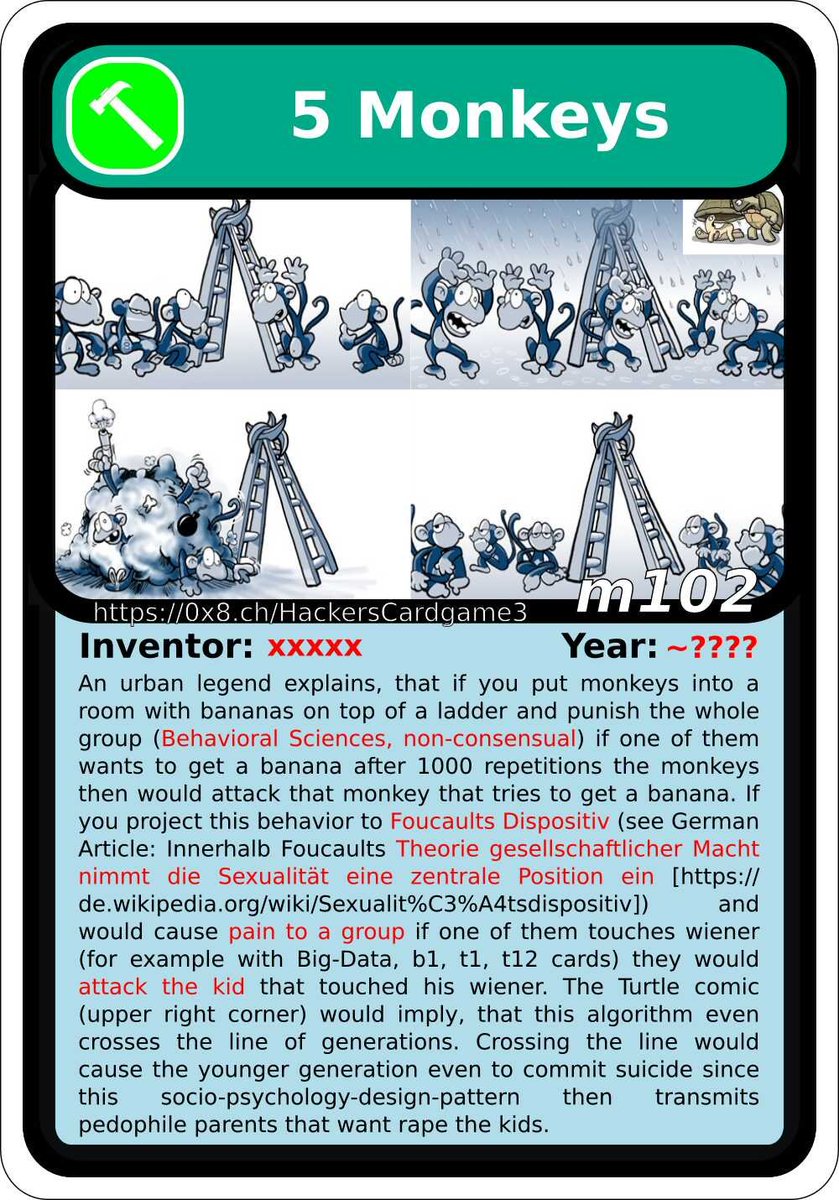 5 Monkeys
m102
https://0x8.ch/HackersCardgame3
Inventor: xxxxx Year: ~????
An urban legend explains, that if you put monkeys into a
room with bananas on top of a ladder and punish the whole
group (Behavioral Sciences, non-consensual) if one of them
wants to get a banana after 1000 repetitions the monkeys
then would attack that monkey that tries to get a banana. If
you project this behavior to Foucaults Dispositiv (see German
Article: Innerhalb Foucaults Theorie gesellschaftlicher Macht
nimmt die Sexualität eine zentrale Position ein [https://
de.wikipedia.org/wiki/Sexualit%C3%A4tsdispositiv]) and
would cause pain to a group if one of them touches wiener
(for example with Big-Data, b1, t1, t12 cards) they would
attack the kid that touched his wiener. The Turtle comic
(upper right corner) would imply, that this algorithm even
crosses the line of generations. Crossing the line would
cause the younger generation even to commit suicide since
this socio-psychology-design-pattern then transmits
pedophile parents that want rape the kids.